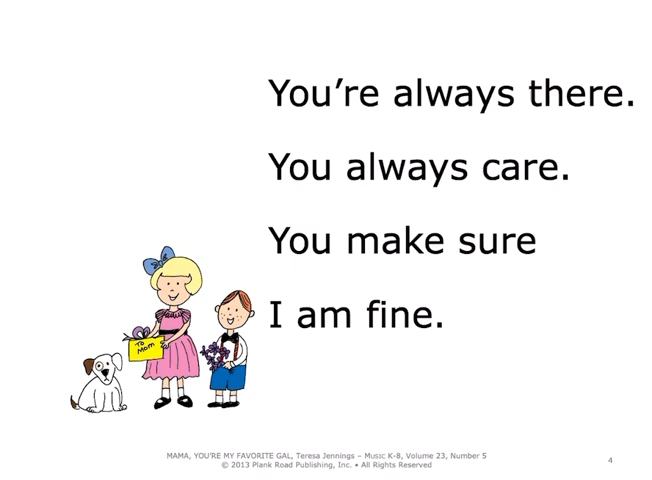 You’re always there.
You always care.
You make sure
I am fine.
To
Mom
MAMA, YOU’RE MY FAVORITE GAL, Teresa Jennings – MUSIC K-8, Volume 23, Number 5
© 2013 Plank Road Publishing, Inc. • All Rights Reserved
4